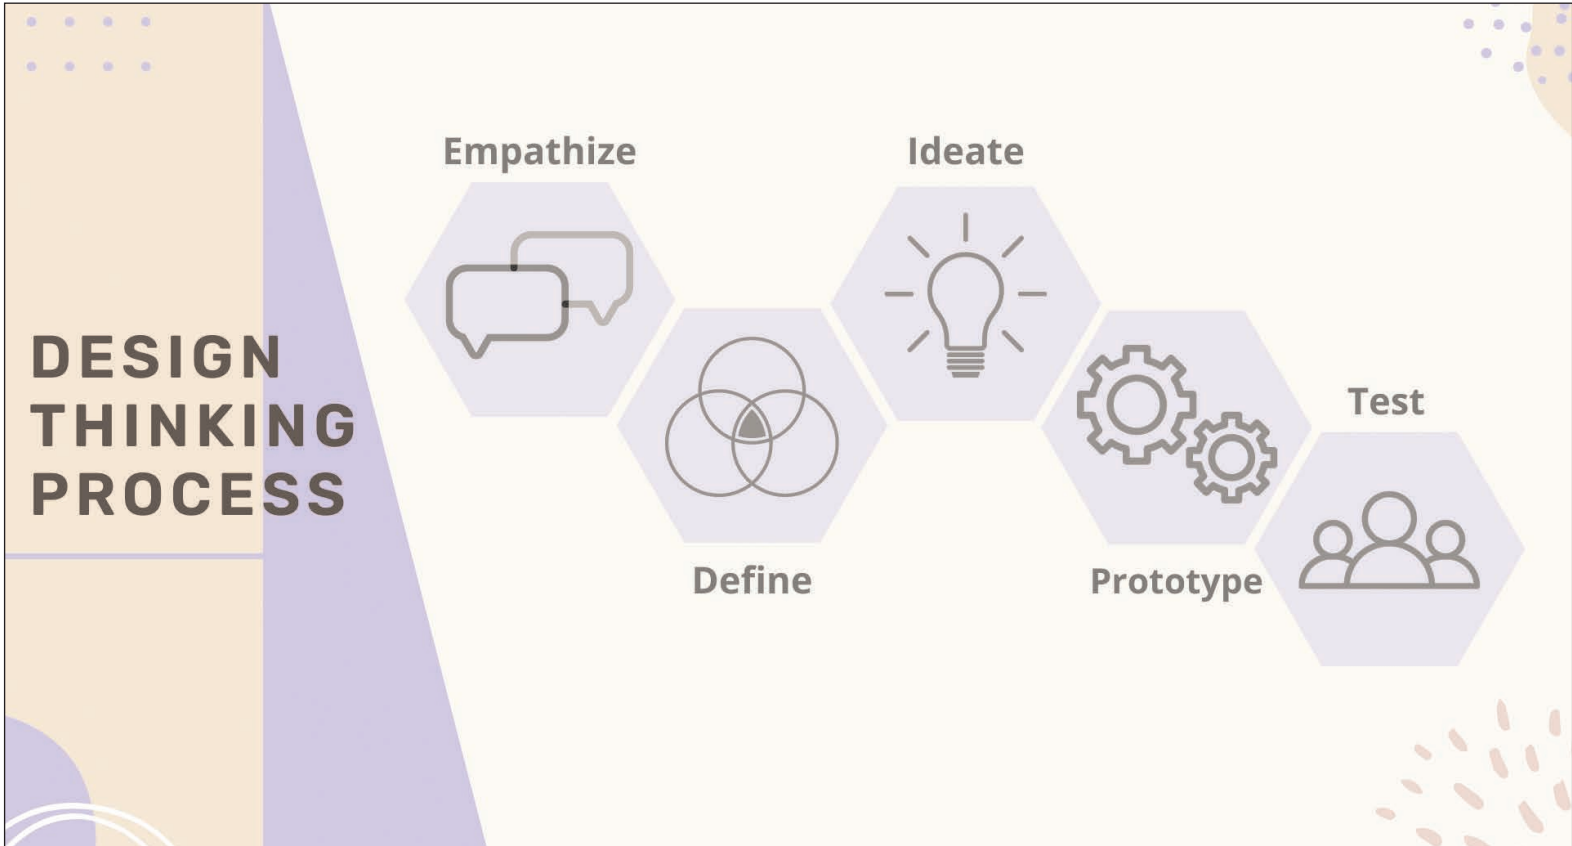 DESIGN
THINKING
PROCESS
Empathize
Define
Ideate
Prototype
Test